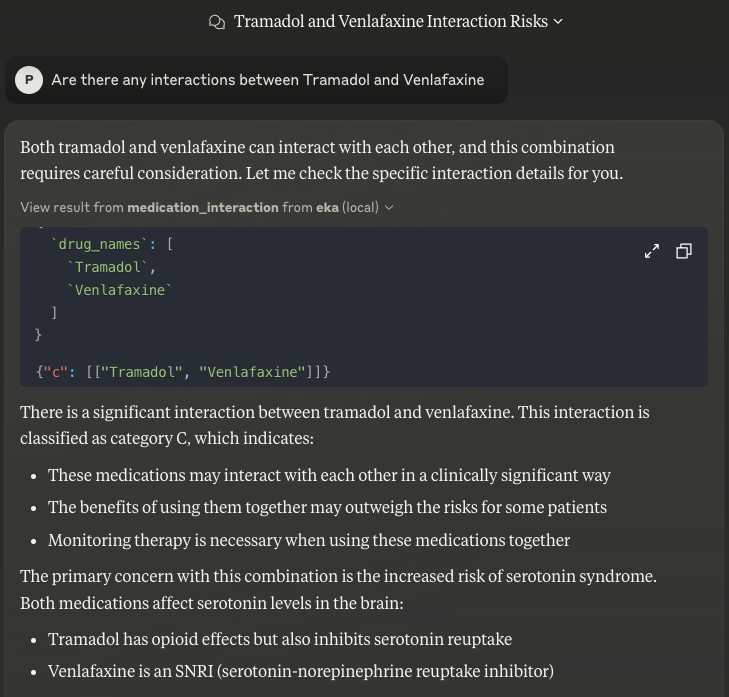 Tramadol and Venlafaxine Interaction Risks
P
Are there any interactions between Tramadol and Venlafaxine
Both tramadol and venlafaxine can interact with each other, and this combination
requires careful consideration. Let me check the specific interaction details for you.
View result from medication_interaction from eka (local)
`drug_names`: [
`Tramadol`,
`Venlafaxine`
]
}
{"c": [["Tramadol", "Venlafaxine"]]}
There is a significant interaction between tramadol and venlafaxine. This interaction is
classified as category C, which indicates:
• These medications may interact with each other in a clinically significant way
• The benefits of using them together may outweigh the risks for some patients
• Monitoring therapy is necessary when using these medications together
The primary concern with this combination is the increased risk of serotonin syndrome.
Both medications affect serotonin levels in the brain:
• Tramadol has opioid effects but also inhibits serotonin reuptake
• Venlafaxine is an SNRI (serotonin-norepinephrine reuptake inhibitor)